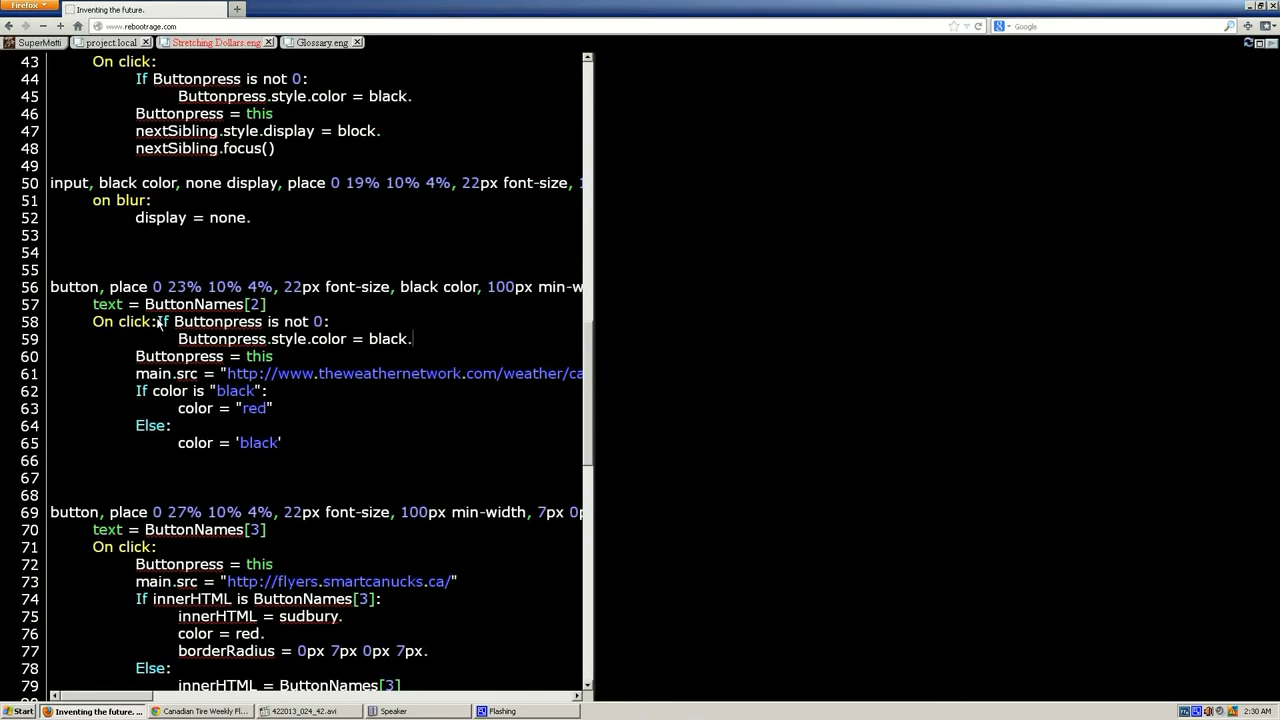 Firefox
Inventing the future.
+
www.rebootrage.com
Google
SuperMatti
project.local
Stretching Dollars.eng
Glossary.eng
43 On click:
44 If Buttonpress is not 0:
45 Buttonpress.style.color = black.
46 Buttonpress = this
47 nextSibling.style.display = block.
48 nextSibling.focus()
49
50 input, black color, none display, place 0 19% 10% 4%, 22px font-size, 1
51 on blur:
52 display = none.
53
54
55
56 button, place 0 23% 10% 4%, 22px font-size, black color, 100px min-w
57 text = ButtonNames[2]
58 On click:If Buttonpress is not 0:
59 Buttonpress.style.color = black.
60 Buttonpress = this
61 main.src = "http://www.theweathernetwork.com/weather/ca
62 If color is "black":
63 color = "red"
64 Else:
65 color = 'black'
66
67
68
69 button, place 0 27% 10% 4%, 22px font-size, 100px min-width, 7px 0p
70 text = ButtonNames[3]
71 On click:
72 Buttonpress = this
73 main.src = "http://flyers.smartcanucks.ca/"
74 If innerHTML is ButtonNames[3]:
75 innerHTML = sudbury.
76 color = red.
77 borderRadius = 0px 7px 0px 7px.
78 Else:
79 innerHTML = ButtonNames[3]
Start
Inventing the future. ...
Canadian Tire Weekly Fl...
422013_024_42.avi
Speaker
Flashing
2:30 AM